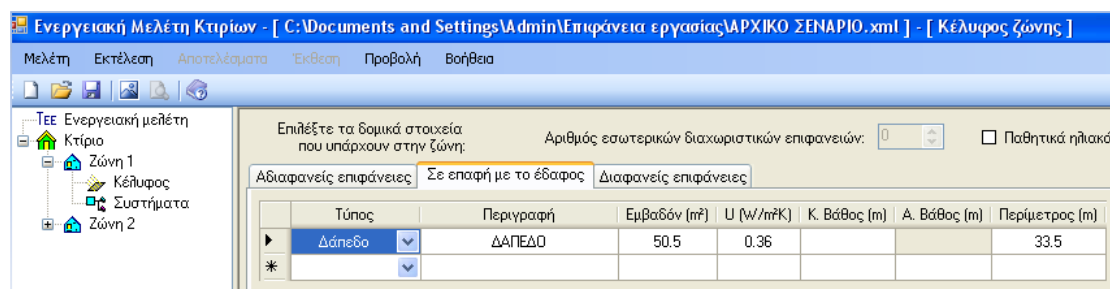 Ενεργειακή Μελέτη Κτιρίων - [ C:\Documents and Settings\Admin\Επιφάνεια εργασίας\ΑΡΧΙΚΟ ΣΕΝΑΡΙΟ.xml ] - [ Κέλυφος ζώνης ]
Μελέτη Εκτέλεση Αποτελέσματα Έκθεση Προβολή Βοήθεια
ΤΕΕ Ενεργειακή μελέτη
Κτίριο
Ζώνη 1
Κέλυφος
Συστήματα
Ζώνη 2
Επιλέξτε τα δομικά στοιχεία
που υπάρχουν στην ζώνη:
Αριθμός εσωτερικών διαχωριστικών επιφανειών: 0
Παθητικά ηλιακά
Αδιαφανείς επιφάνειες Σε επαφή με το έδαφος Διαφανείς επιφάνειες
Τύπος Περιγραφή Εμβαδόν (m²) U (W/m²K) Κ. Βάθος (m) Α. Βάθος (m) Περίμετρος (m)
Δάπεδο ΔΑΠΕΔΟ 50.5 0.36 33.5